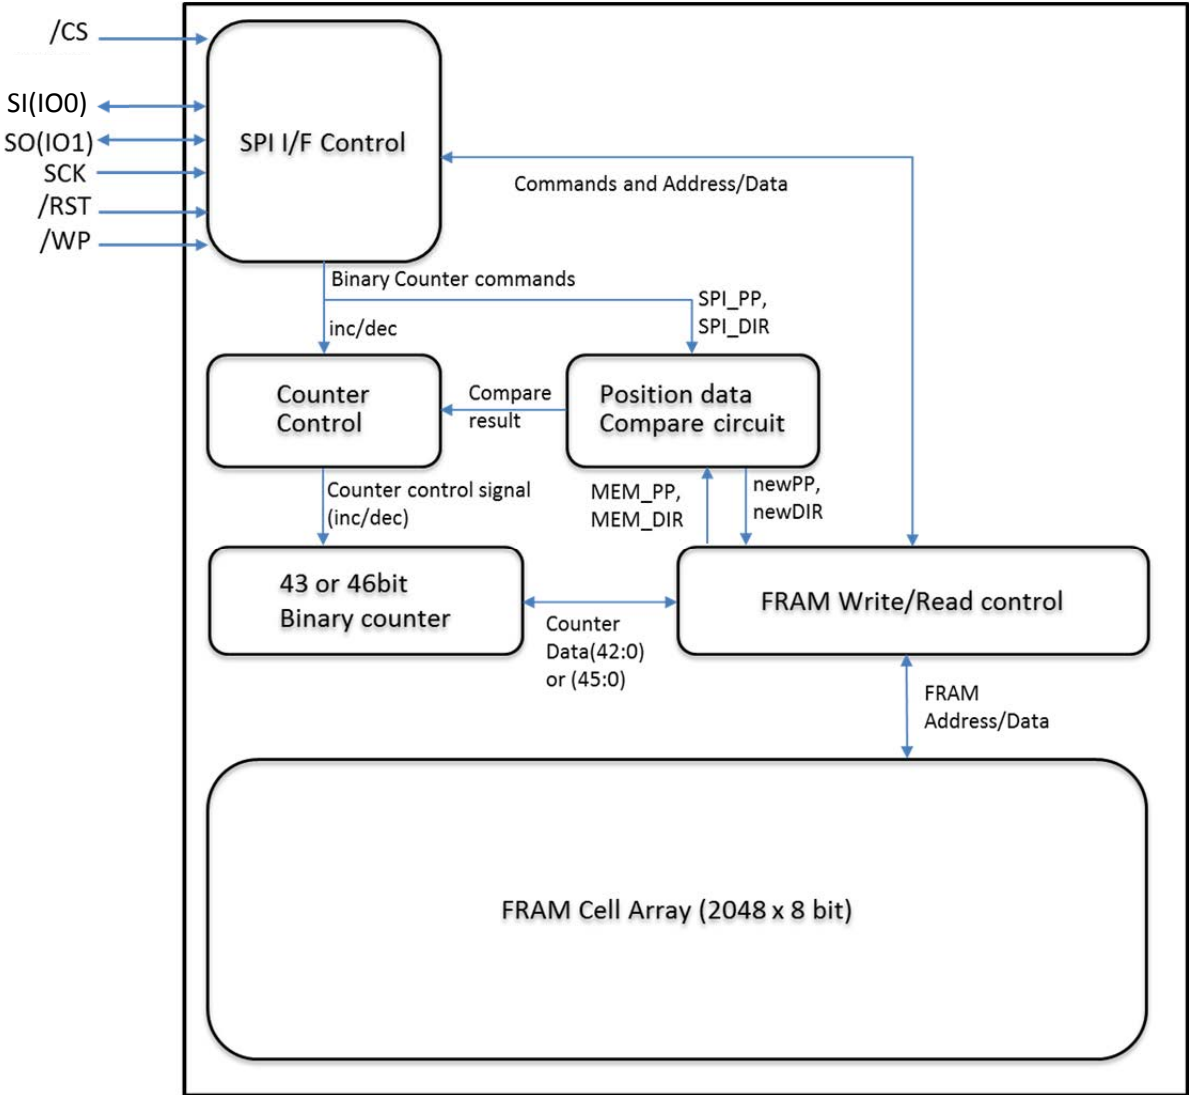 /CS
SI(IO0)
SO(IO1)
SCK
/RST
/WP
SPI I/F Control
Commands and Address/Data
Binary Counter commands
inc/dec
SPI_PP,
SPI_DIR
Counter
Control
Compare
result
Position data
Compare circuit
Counter control signal
(inc/dec)
MEM_PP,
MEM_DIR
newPP,
newDIR
43 or 46bit
Binary counter
Counter
Data(42:0)
or (45:0)
FRAM Write/Read control
FRAM
Address/Data
FRAM Cell Array (2048 x 8 bit)